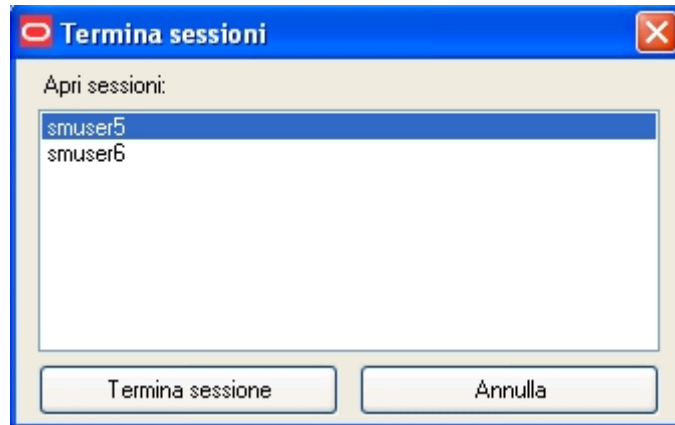 Termina sessioni
Apri sessioni:
smuser5
smuser6
Termina sessione
Annulla